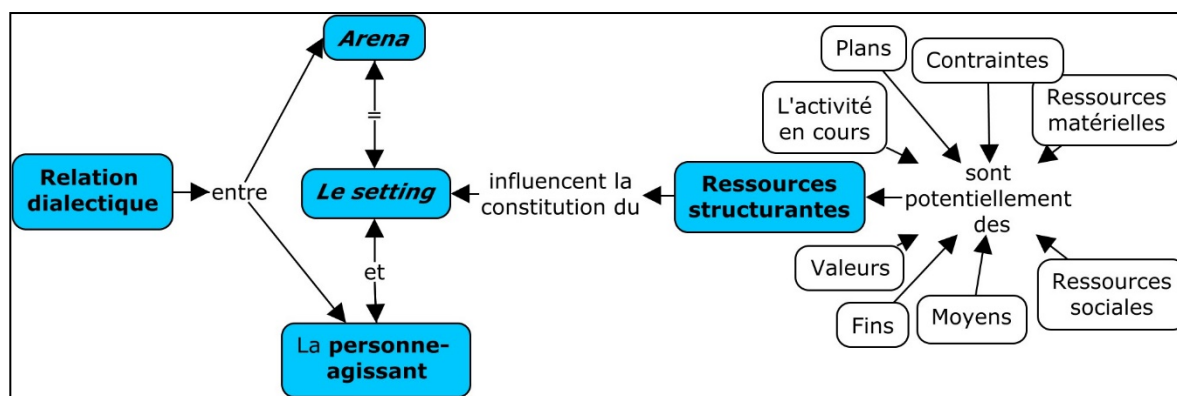 Arena
=
Relation
dialectique
entre
Le setting
et
La personne-
agissant
influencent la
constitution du
Ressources
structurantes
sont
potentiellement
des
Plans
Contraintes
L'activité
en cours
Ressources
matérielles
Valeurs
Fins
Moyens
Ressources
sociales